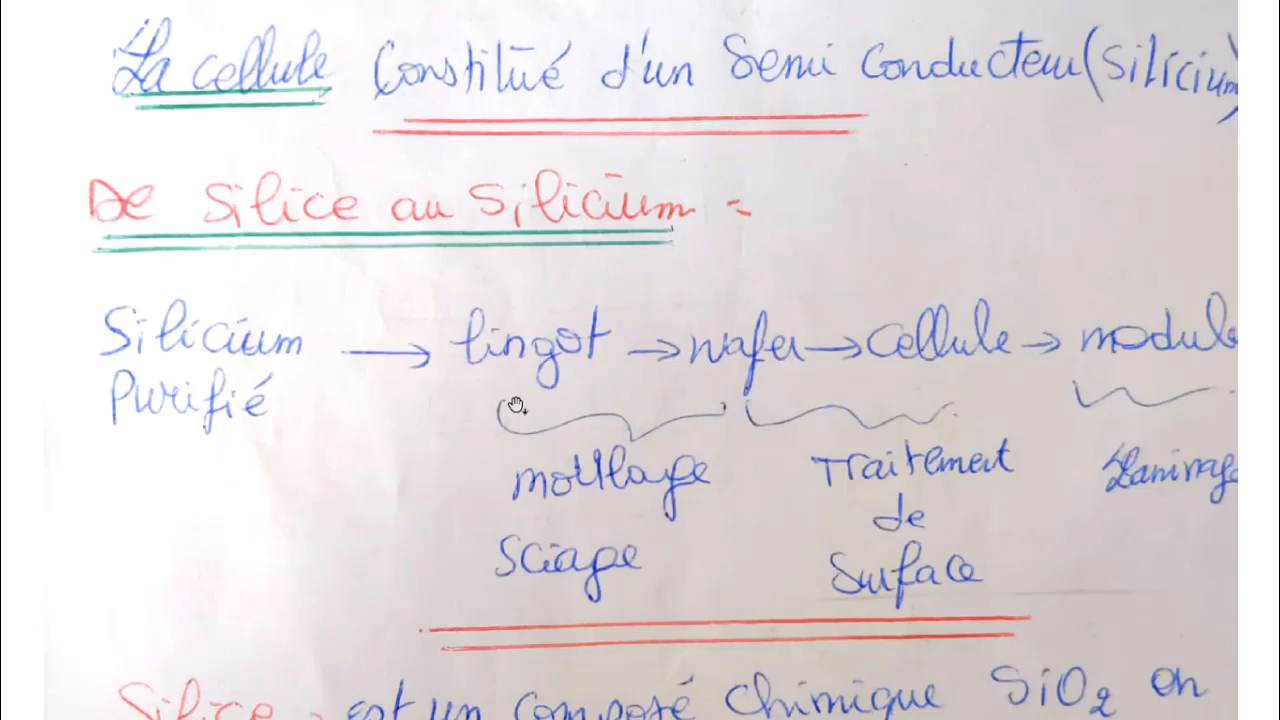 La cellule Constitué d'un Semi Conducteur (Silicium)
De Silice au Silicium =
Silicium → lingot → wafer → cellule → module
Purifié
moulage Traitement Laminage
de
Sciage Surface
Silice = est un composé chimique SiO2 en